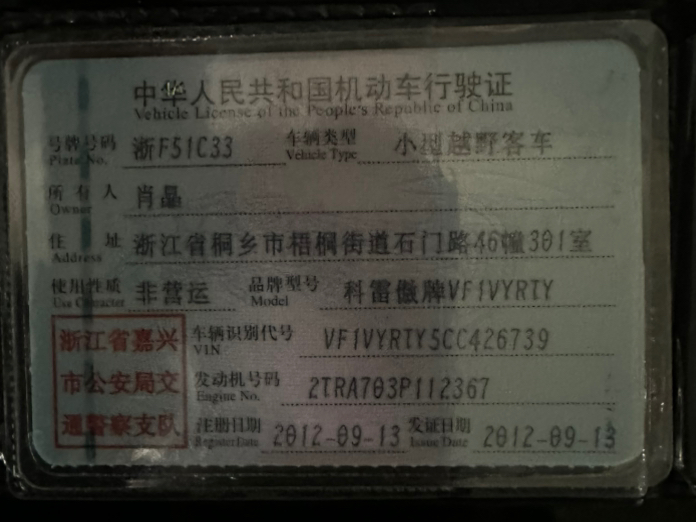 中华人民共和国机动车行驶证
Vehicle License of the People's Republic of China
号牌号码 浙F51C33 车辆类型 小型越野客车
Plate No. Vehicle Type
所有人 肖晶
Owner
住址 浙江省桐乡市梧桐街道石门路46幢301室
Address
使用性质 非营运 品牌型号 科雷傲牌VF1VYRTY
Use Character Model
浙江省嘉兴
市公安局交
通警察支队
车辆识别代号 VF1VYRTY5CC426739
VIN
发动机号码 2TRA703P112367
Engine No.
注册日期 2012-09-13 发证日期 2012-09-13
Register Date Issue Date